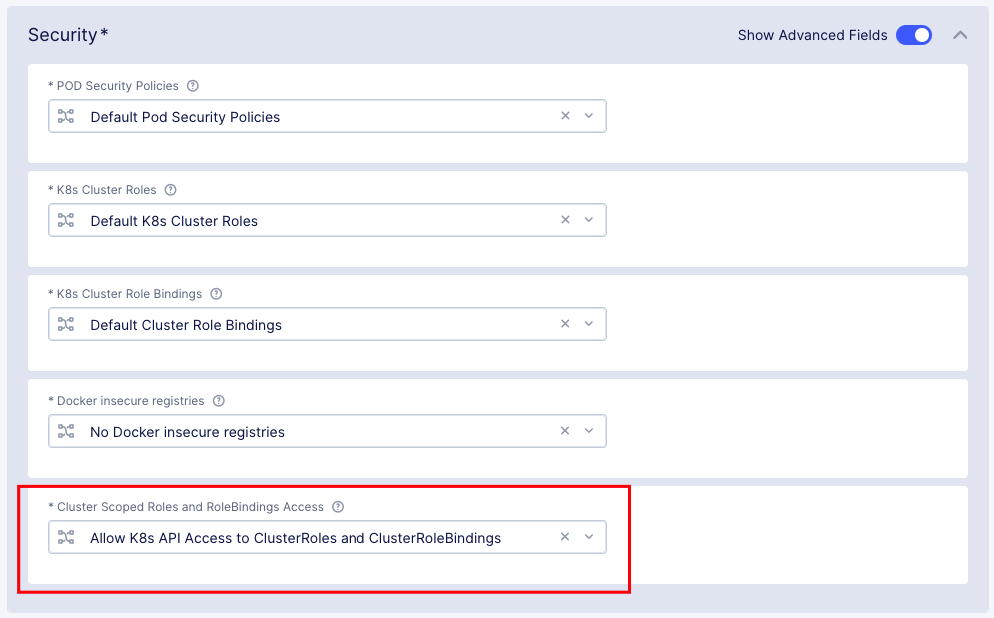 Security*
Show Advanced Fields
* POD Security Policies
Default Pod Security Policies
* K8s Cluster Roles
Default K8s Cluster Roles
* K8s Cluster Role Bindings
Default Cluster Role Bindings
* Docker insecure registries
No Docker insecure registries
* Cluster Scoped Roles and RoleBindings Access
Allow K8s API Access to ClusterRoles and ClusterRoleBindings